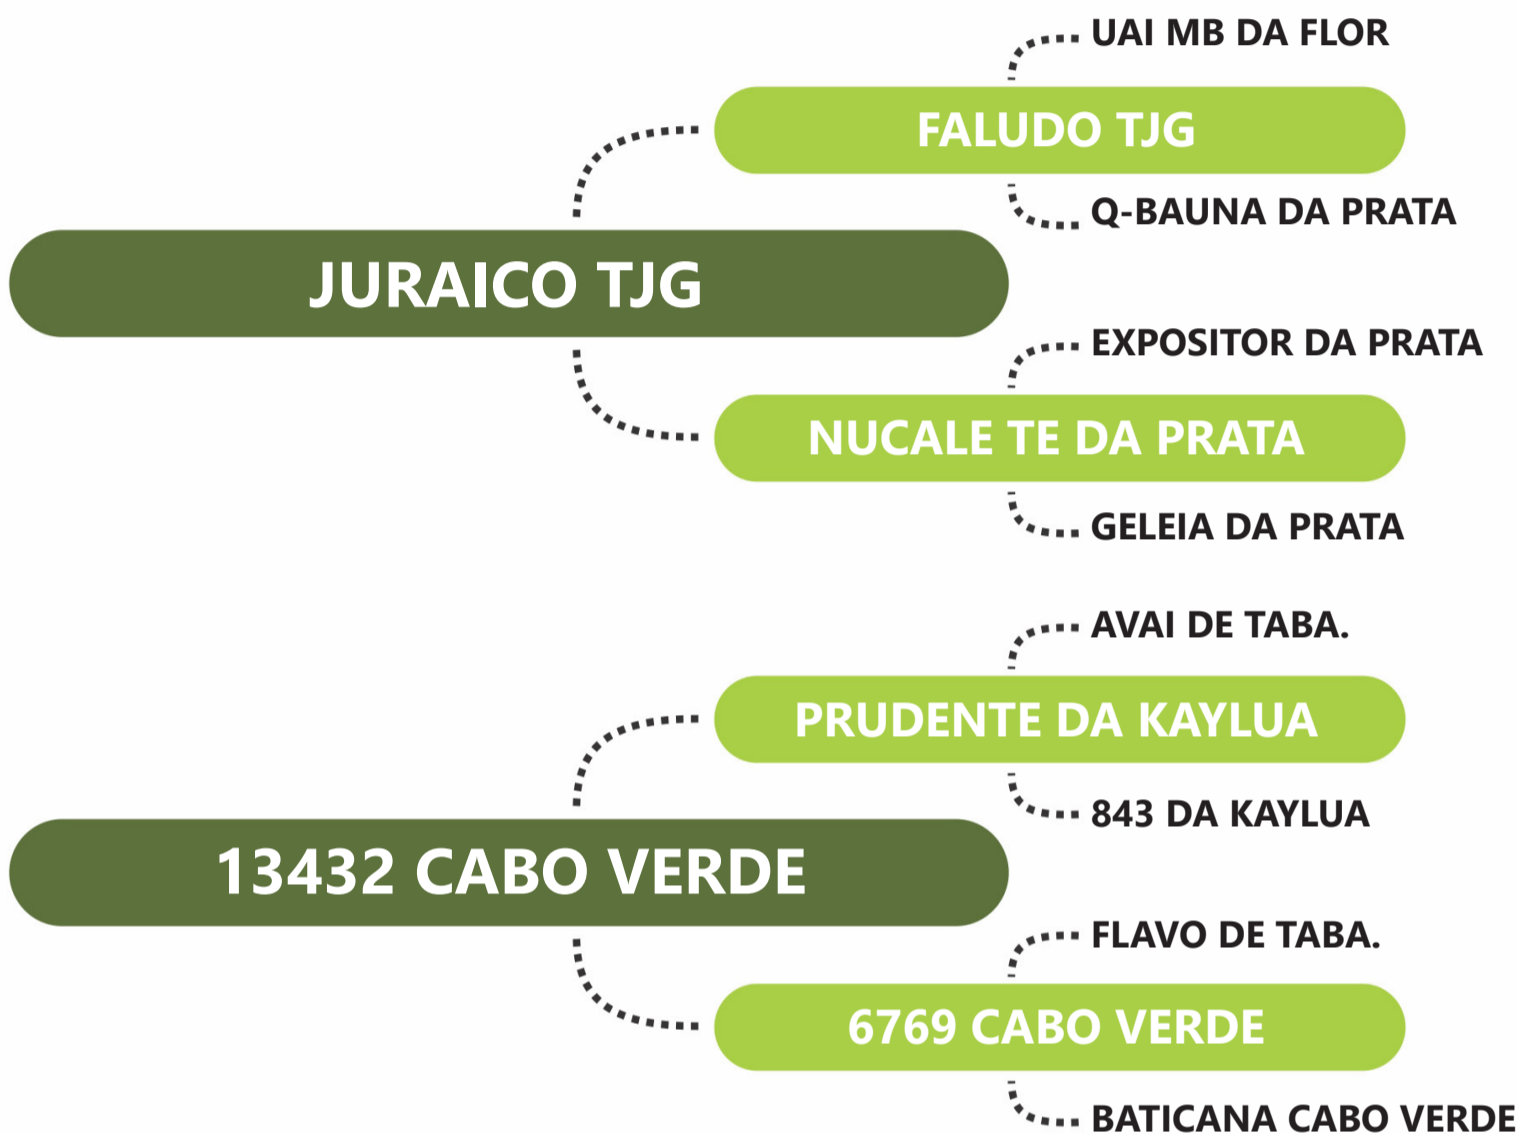 UAI MB DA FLOR
FALUDO TJG
Q-BAUNA DA PRATA
JURAICO TJG
EXPOSITOR DA PRATA
NUCALE TE DA PRATA
GELEIA DA PRATA
AVAI DE TABA.
PRUDENTE DA KAYLUA
843 DA KAYLUA
13432 CABO VERDE
FLAVO DE TABA.
6769 CABO VERDE
BATICANA CABO VERDE